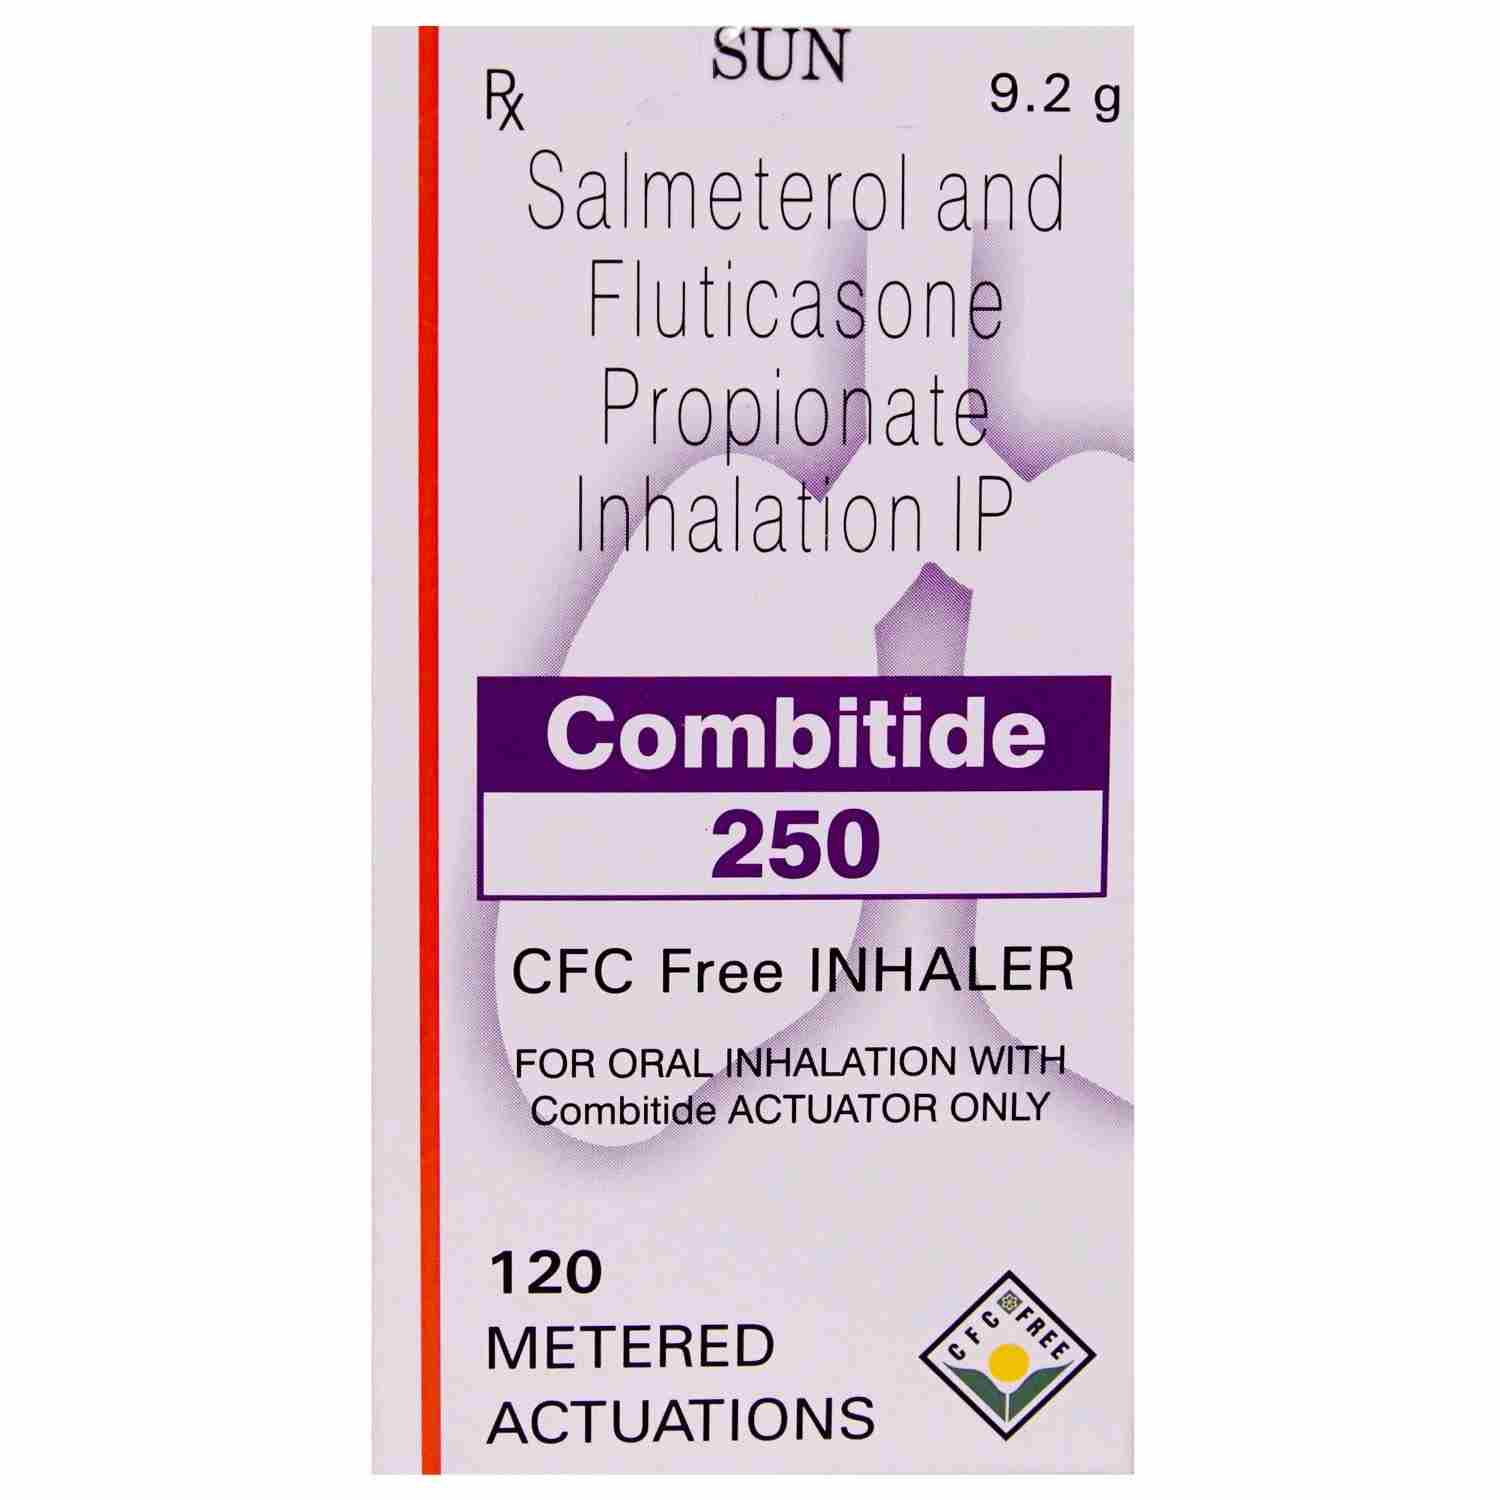 SUN
Rx 9.2 g
Salmeterol and
Fluticasone
Propionate
Inhalation IP
Combitide
250
CFC Free INHALER
FOR ORAL INHALATION WITH
Combitide ACTUATOR ONLY
120
METERED
ACTUATIONS
CFC FREE